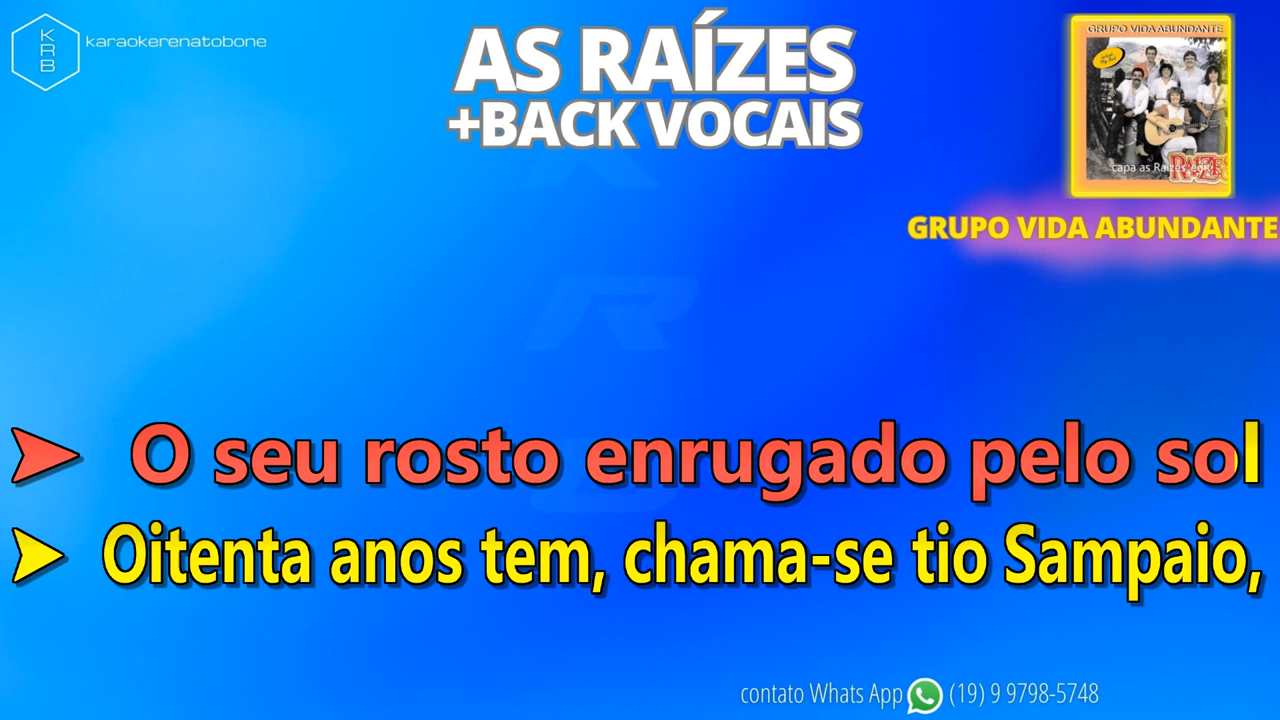 KRB
karaokerenatobone
AS RAÍZES
+BACK VOCAIS
GRUPO VIDA ABUNDANTE
capa as Raizes
RAÍZES
GRUPO VIDA ABUNDANTE
➤ O seu rosto enrugado pelo sol
➤ Oitenta anos tem, chama-se tio Sampaio,
contato Whats App (19) 9 9798-5748